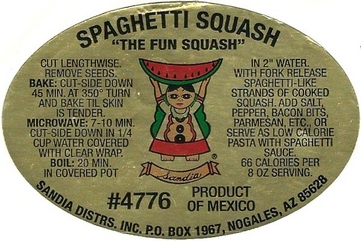 SPAGHETTI SQUASH
"THE FUN SQUASH"
CUT LENGTHWISE.
REMOVE SEEDS.
BAKE: CUT-SIDE DOWN
45 MIN. AT 350° TURN
AND BAKE TIL SKIN
IS TENDER.
MICROWAVE: 7-10 MIN.
CUT-SIDE DOWN IN 1/4
CUP WATER COVERED
WITH CLEAR WRAP.
BOIL: 20 MIN.
IN COVERED POT
IN 2" WATER.
WITH FORK RELEASE
SPAGHETTI-LIKE
STRANDS OF COOKED
SQUASH. ADD SALT,
PEPPER, BACON BITS,
PARMESAN, ETC., OR
SERVE AS LOW CALORIE
PASTA WITH SPAGHETTI
SAUCE.
66 CALORIES PER
8 OZ SERVING.
Sandia ®
#4776
PRODUCT
OF MEXICO
SANDIA DISTRS. INC. P.O. BOX 1967, NOGALES, AZ 85628